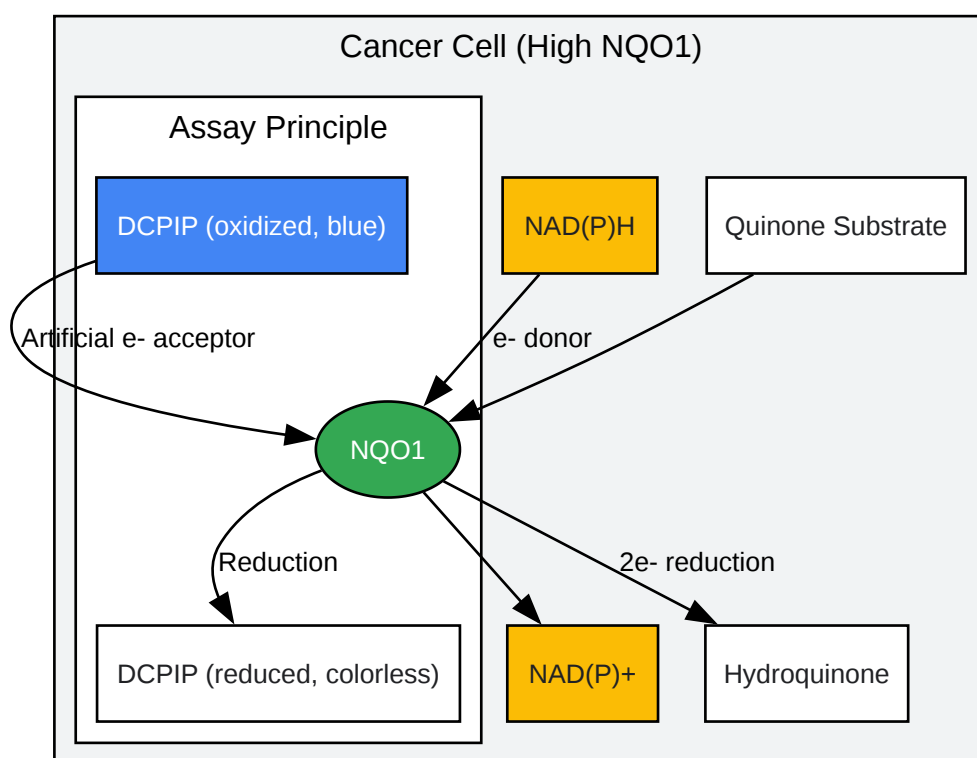 Cancer Cell (High NQO1)
Assay Principle
DCPIP (oxidized, blue)
NAD(P)H
Quinone Substrate
Artificial e- acceptor
e- donor
NQO1
Reduction
2e- reduction
DCPIP (reduced, colorless)
NAD(P)+
Hydroquinone